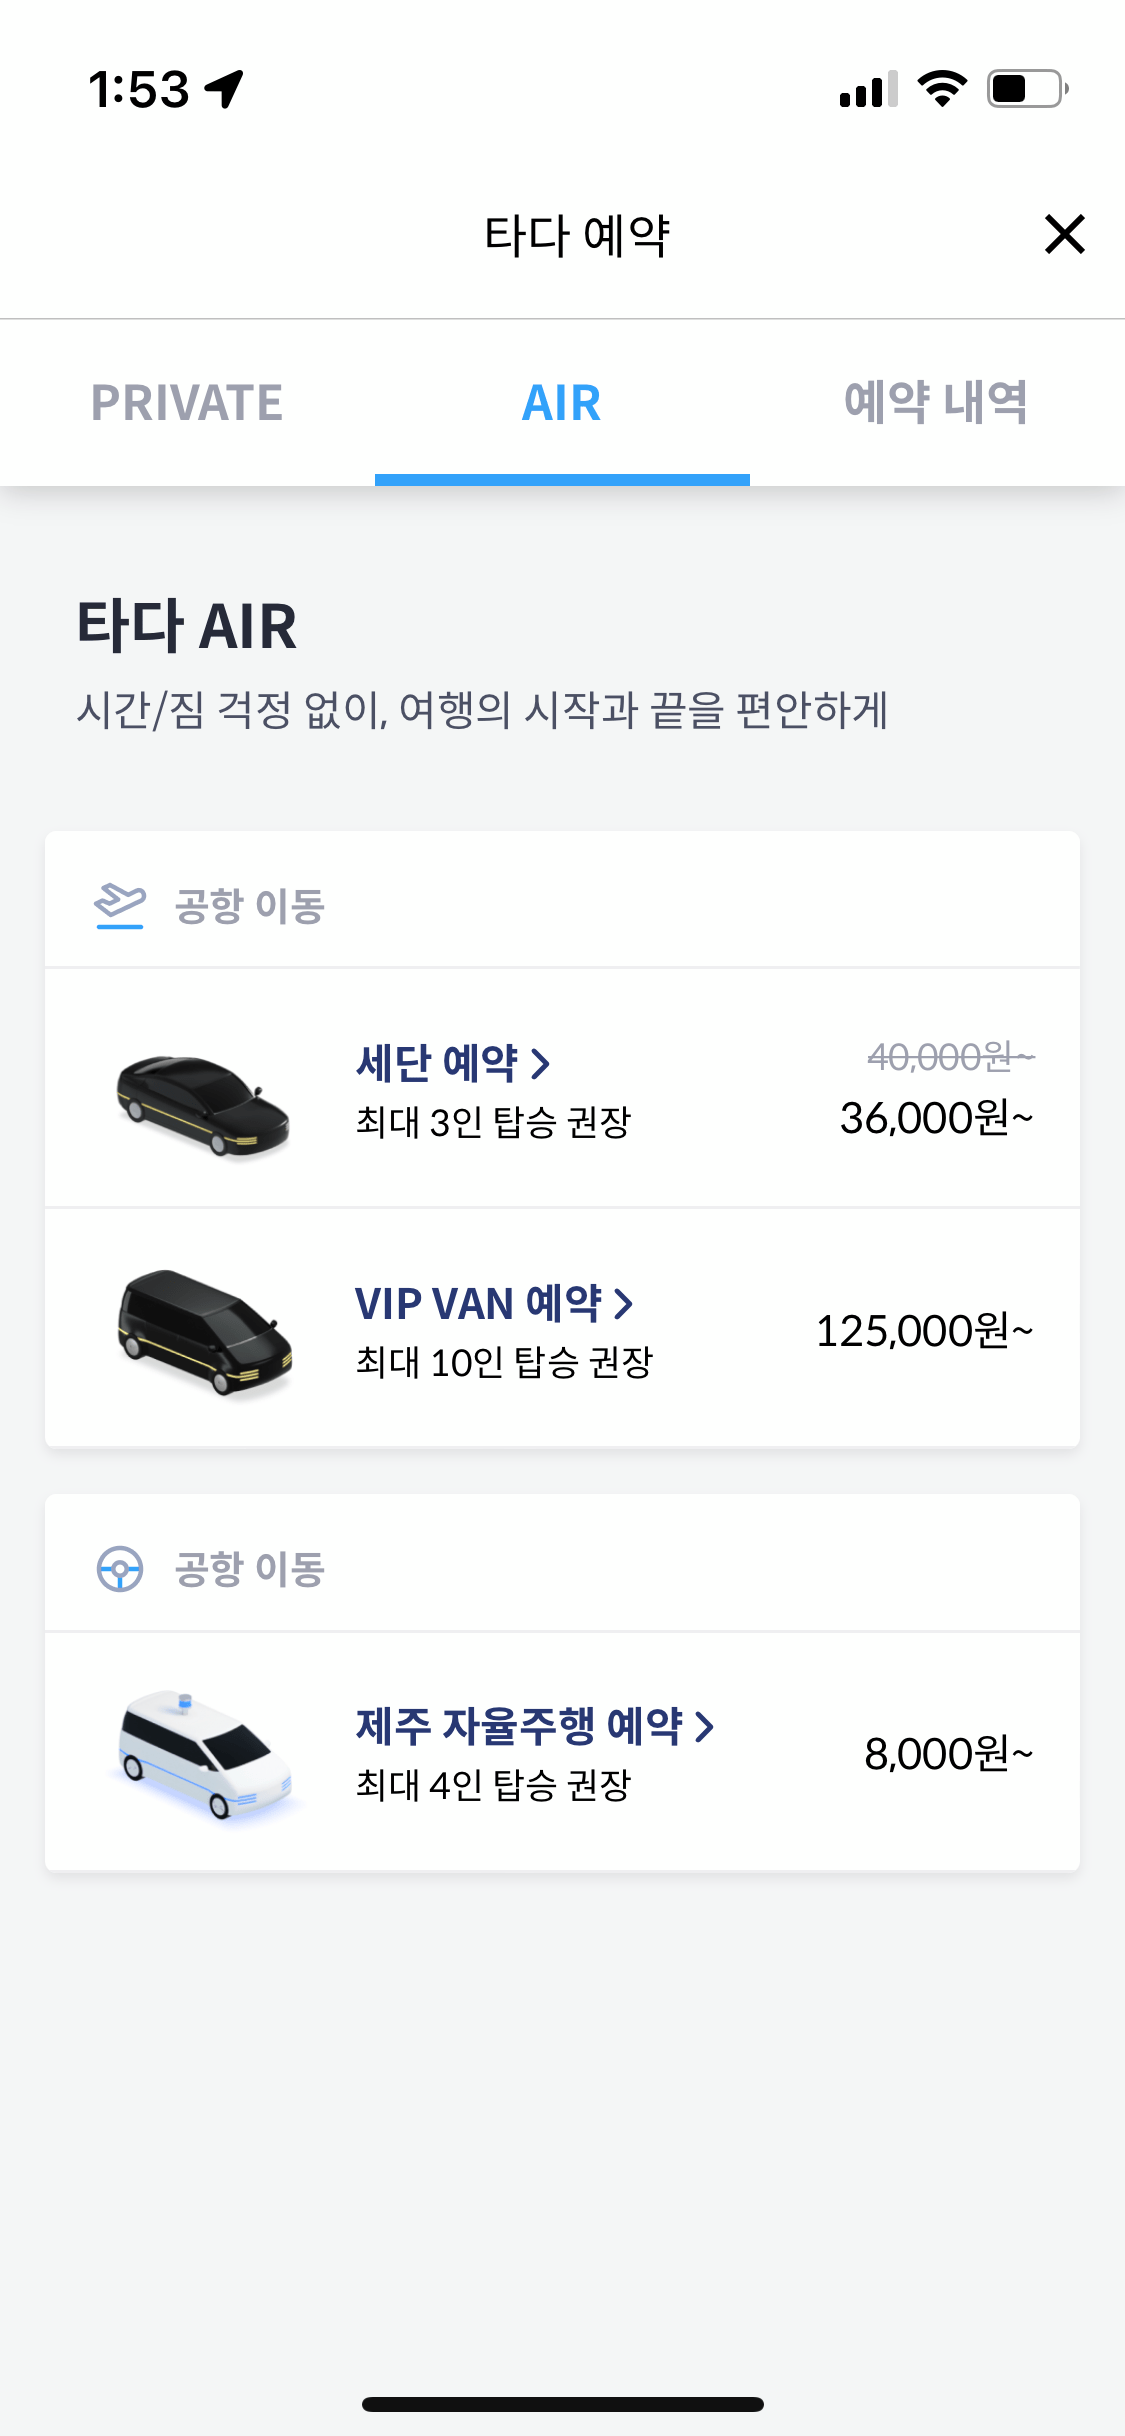 1:53
타다 예약
PRIVATE
AIR
예약 내역
타다 AIR
시간/짐 걱정 없이, 여행의 시작과 끝을 편안하게
공항 이동
세단 예약
최대 3인 탑승 권장
40,000원~
36,000원~
VIP VAN 예약
최대 10인 탑승 권장
125,000원~
공항 이동
제주 자율주행 예약
최대 4인 탑승 권장
8,000원~